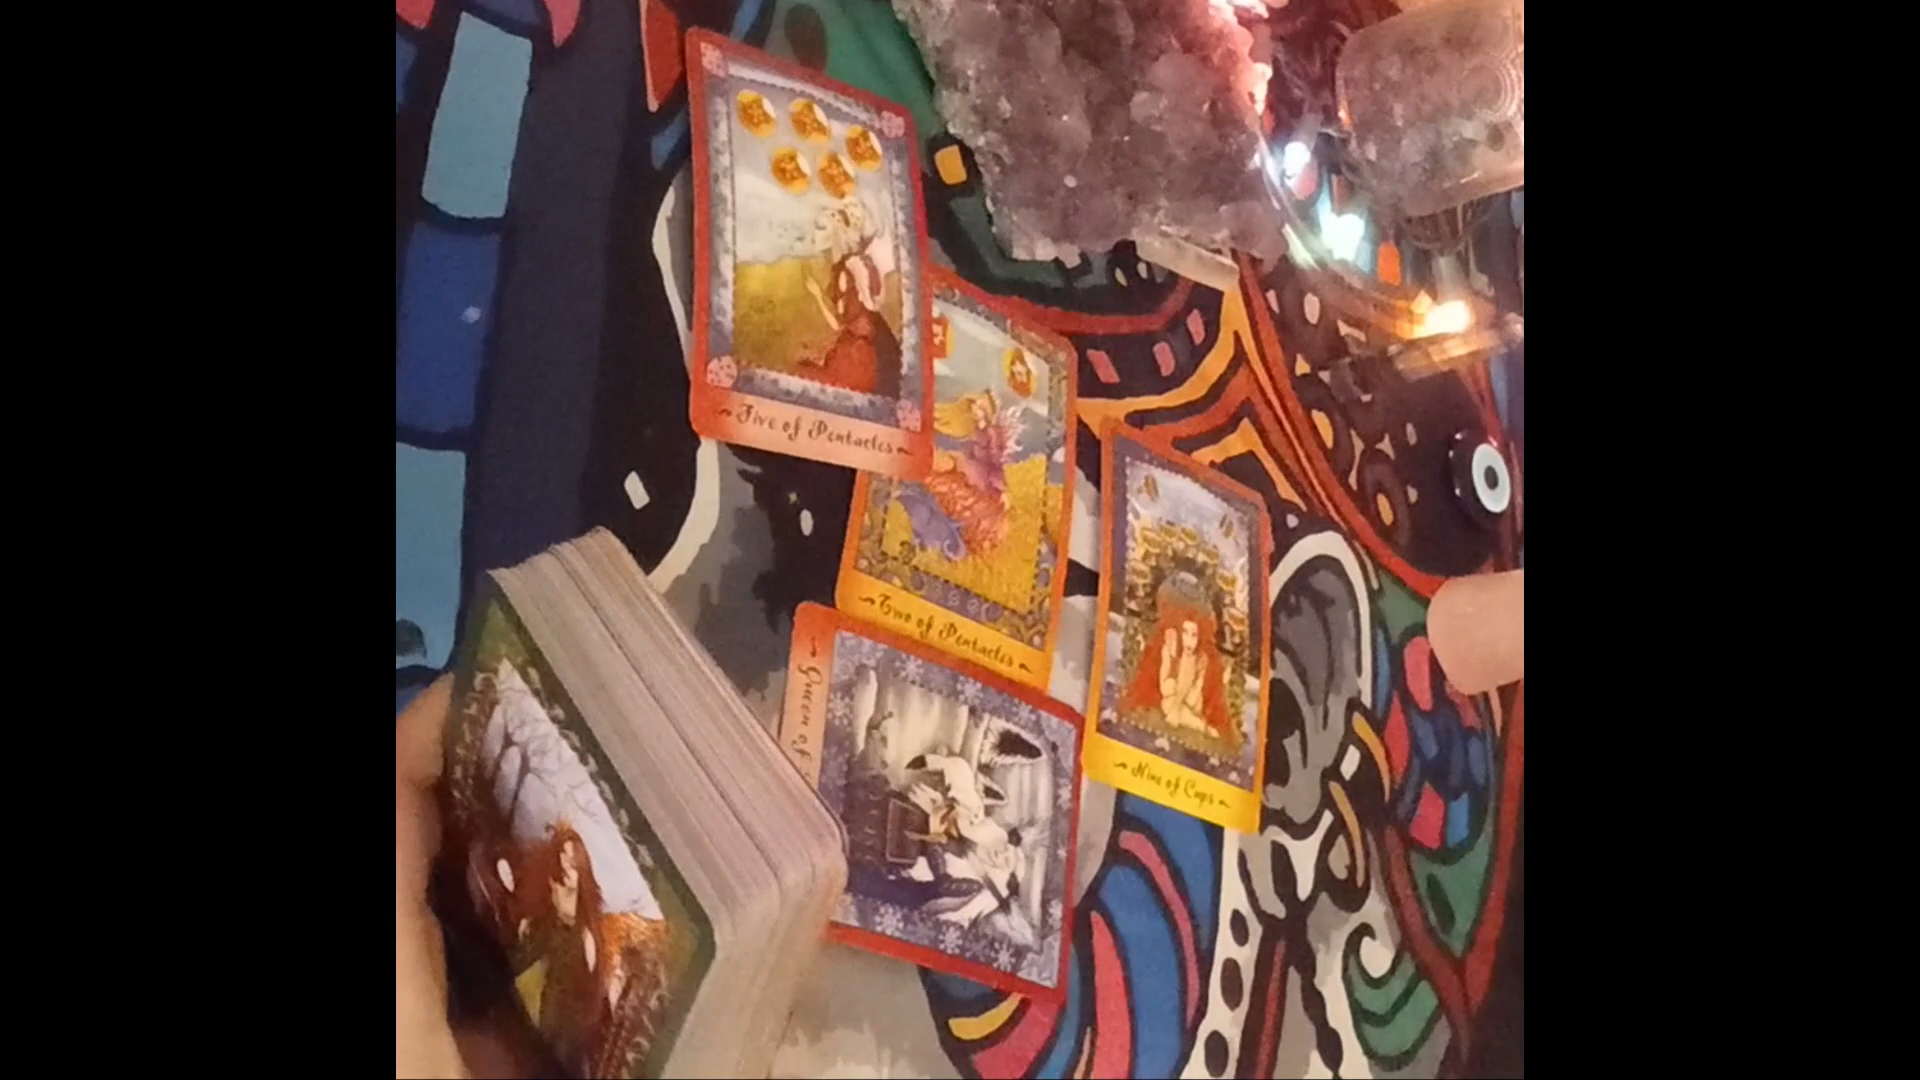 Five of Pentacles
Two of Pentacles
Nine of Cups
Queen of